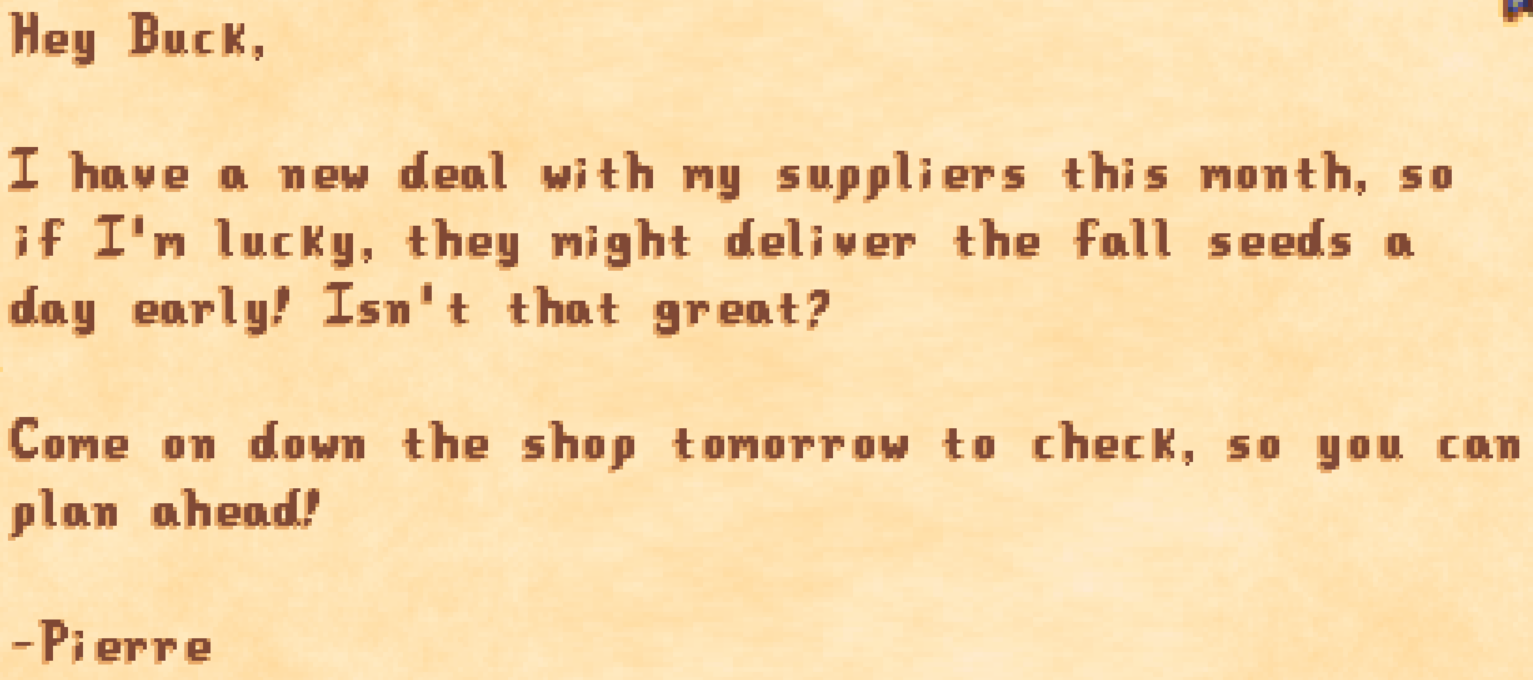 Hey Buck,
I have a new deal with my suppliers this month, so
if I'm lucky, they might deliver the fall seeds a
day early! Isn't that great?
Come on down the shop tomorrow to check, so you can
plan ahead!
-Pierre